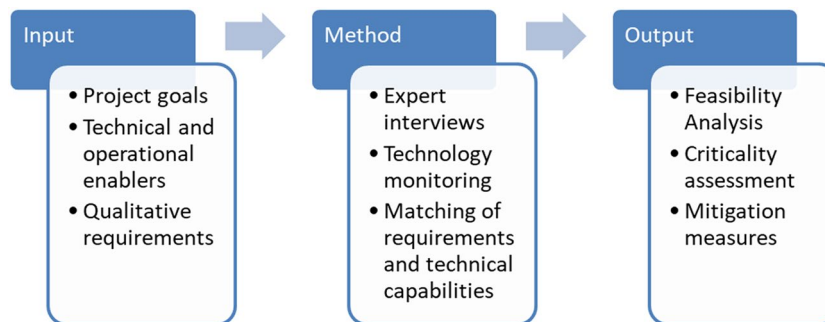 Input
• Project goals
• Technical and
operational
enablers
• Qualitative
requirements
Method
• Expert
interviews
• Technology
monitoring
• Matching of
requirements
and technical
capabilities
Output
• Feasibility
Analysis
• Criticality
assessment
• Mitigation
measures